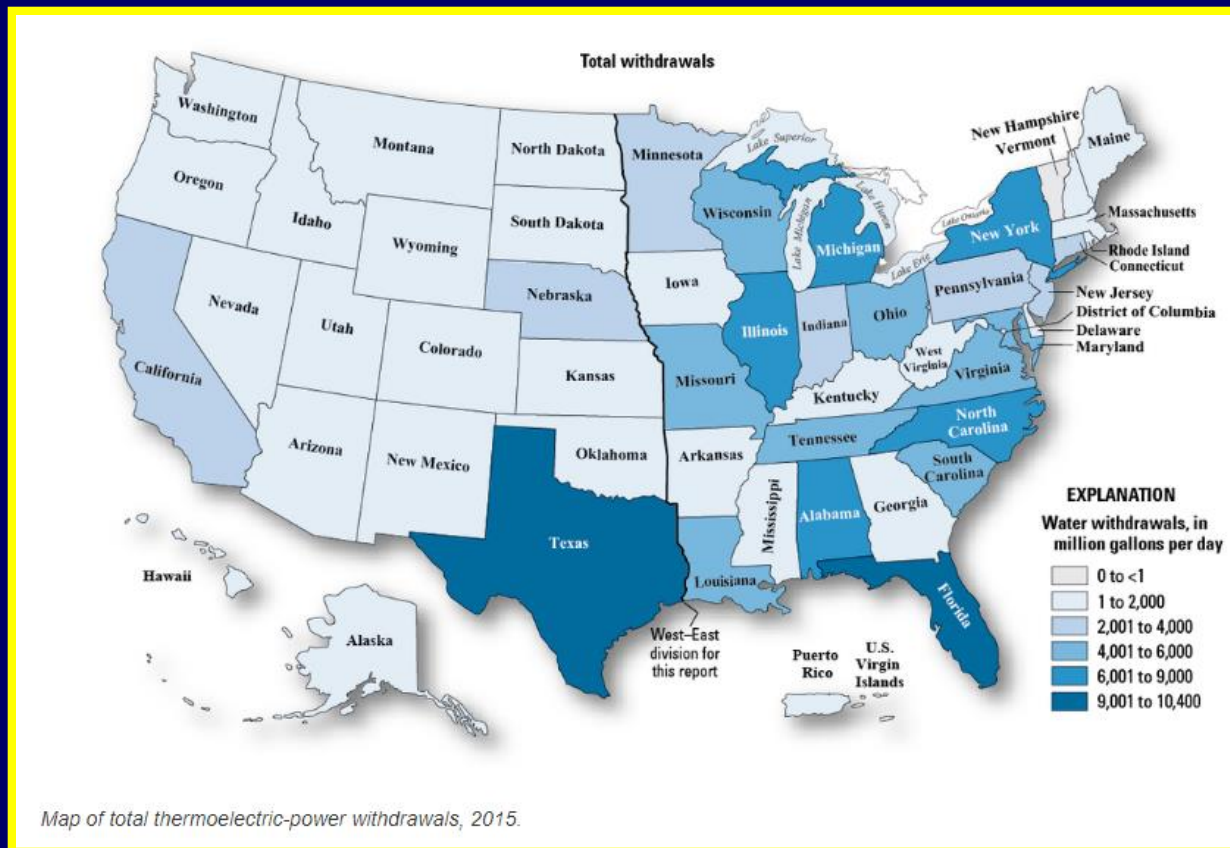 Total withdrawals
Washington
Oregon
California
Nevada
Idaho
Montana
Wyoming
Utah
Arizona
Colorado
New Mexico
North Dakota
South Dakota
Nebraska
Kansas
Oklahoma
Texas
Minnesota
Iowa
Missouri
Arkansas
Louisiana
Wisconsin
Illinois
Michigan
Indiana
Ohio
Kentucky
Tennessee
Mississippi
Alabama
Georgia
Florida
South
Carolina
North
Carolina
Virginia
West
Virginia
Pennsylvania
New York
Vermont
New Hampshire
Maine
Massachusetts
Rhode Island
Connecticut
New Jersey
District of Columbia
Delaware
Maryland
Lake Superior
Lake Michigan
Lake Huron
Lake Erie
Lake Ontario
Hawaii
Alaska
West–East
division for
this report
Puerto
Rico
U.S.
Virgin
Islands
EXPLANATION
Water withdrawals, in
million gallons per day
0 to <1
1 to 2,000
2,001 to 4,000
4,001 to 6,000
6,001 to 9,000
9,001 to 10,400
Map of total thermoelectric-power withdrawals, 2015.